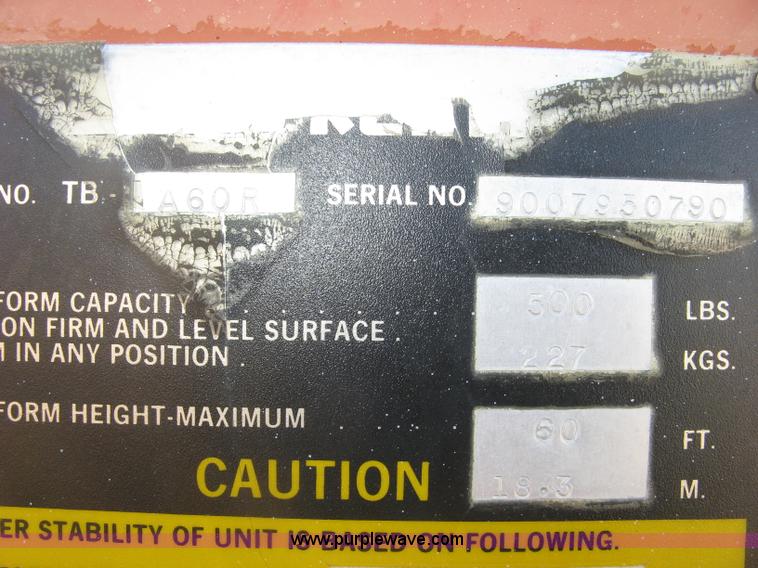 NO. TB - A60R SERIAL NO. 9007950790
FORM CAPACITY
ON FIRM AND LEVEL SURFACE .
IN ANY POSITION .
500 LBS.
227 KGS.
FORM HEIGHT-MAXIMUM . . . . .
60 FT.
18.3 M.
CAUTION
ER STABILITY OF UNIT IS BASED ON FOLLOWING.
www.purplewave.com